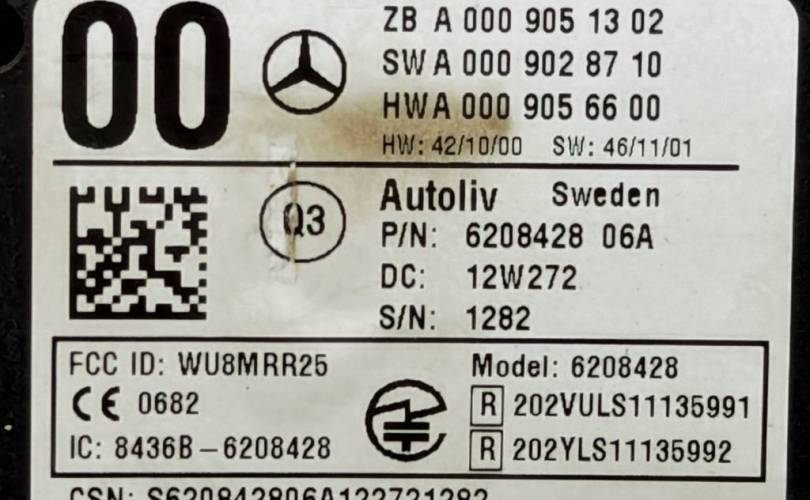 00
ZB A 000 905 13 02
SW A 000 902 87 10
HW A 000 905 66 00
HW: 42/10/00 SW: 46/11/01
Q3
Autoliv Sweden
P/N: 6208428 06A
DC: 12W272
S/N: 1282
FCC ID: WU8MRR25
CE 0682
IC: 8436B-6208428
Model: 6208428
R 202VULS11135991
R 202YLS11135992
CSN: S620842806A122721282